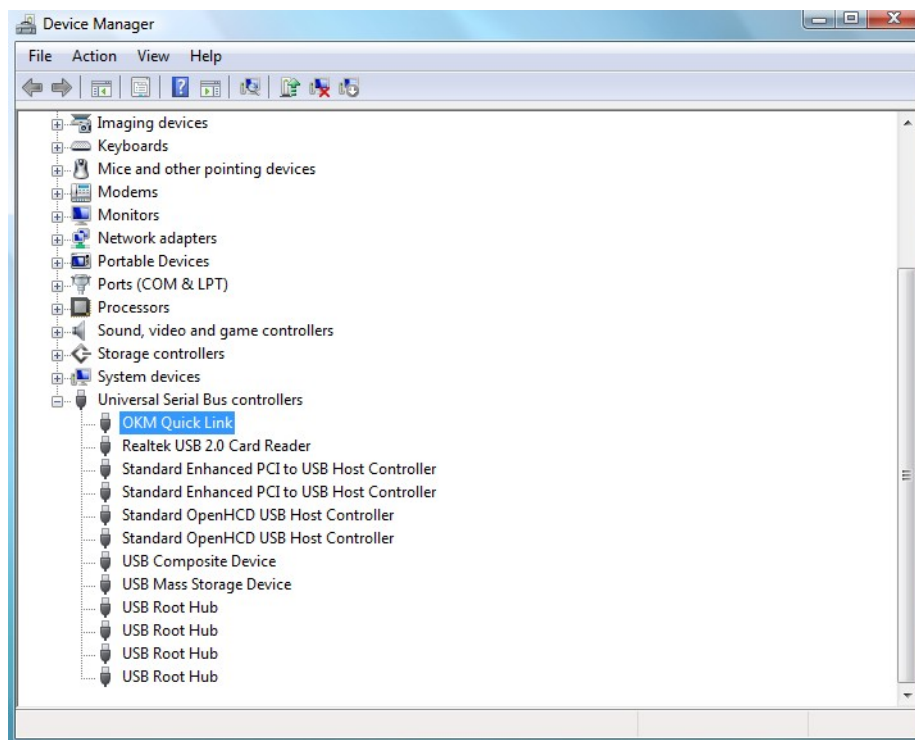 Device Manager
File Action View Help
Imaging devices
Keyboards
Mice and other pointing devices
Modems
Monitors
Network adapters
Portable Devices
Ports (COM & LPT)
Processors
Sound, video and game controllers
Storage controllers
System devices
Universal Serial Bus controllers
OKM Quick Link
Realtek USB 2.0 Card Reader
Standard Enhanced PCI to USB Host Controller
Standard Enhanced PCI to USB Host Controller
Standard OpenHCD USB Host Controller
Standard OpenHCD USB Host Controller
USB Composite Device
USB Mass Storage Device
USB Root Hub
USB Root Hub
USB Root Hub
USB Root Hub